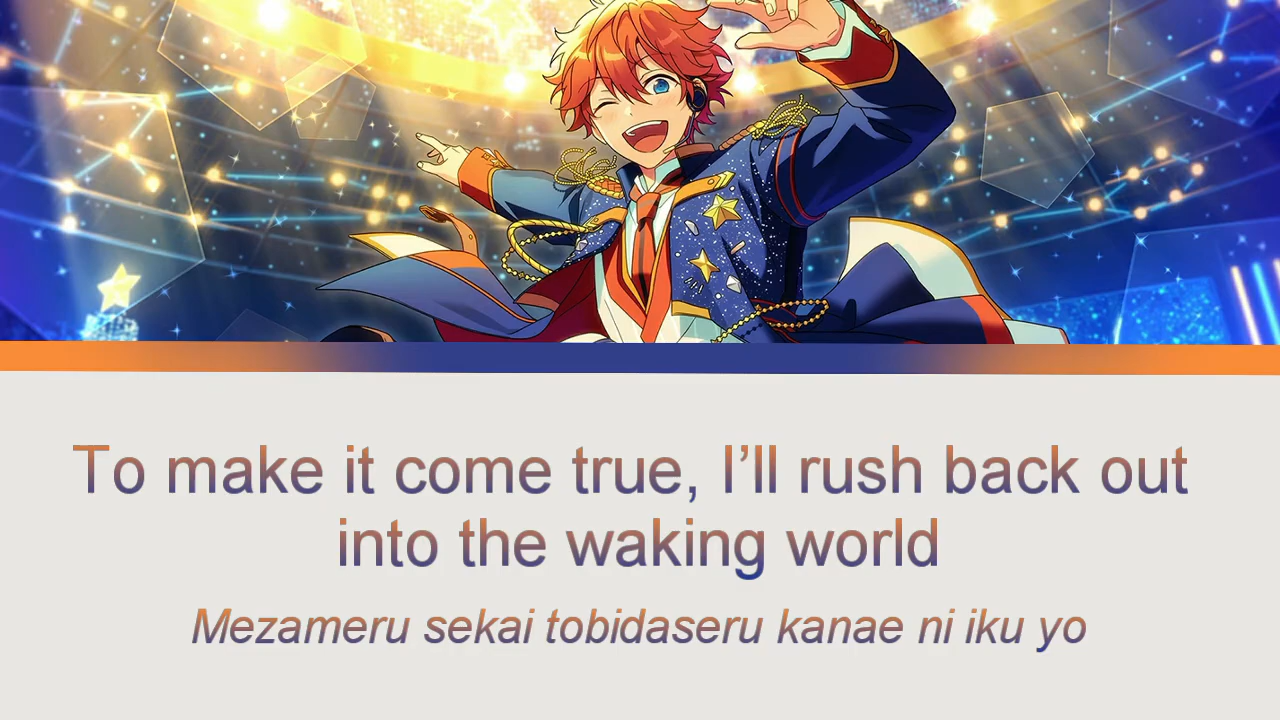 To make it come true, I’ll rush back out
into the waking world
Mezameru sekai tobidaseru kanae ni iku yo